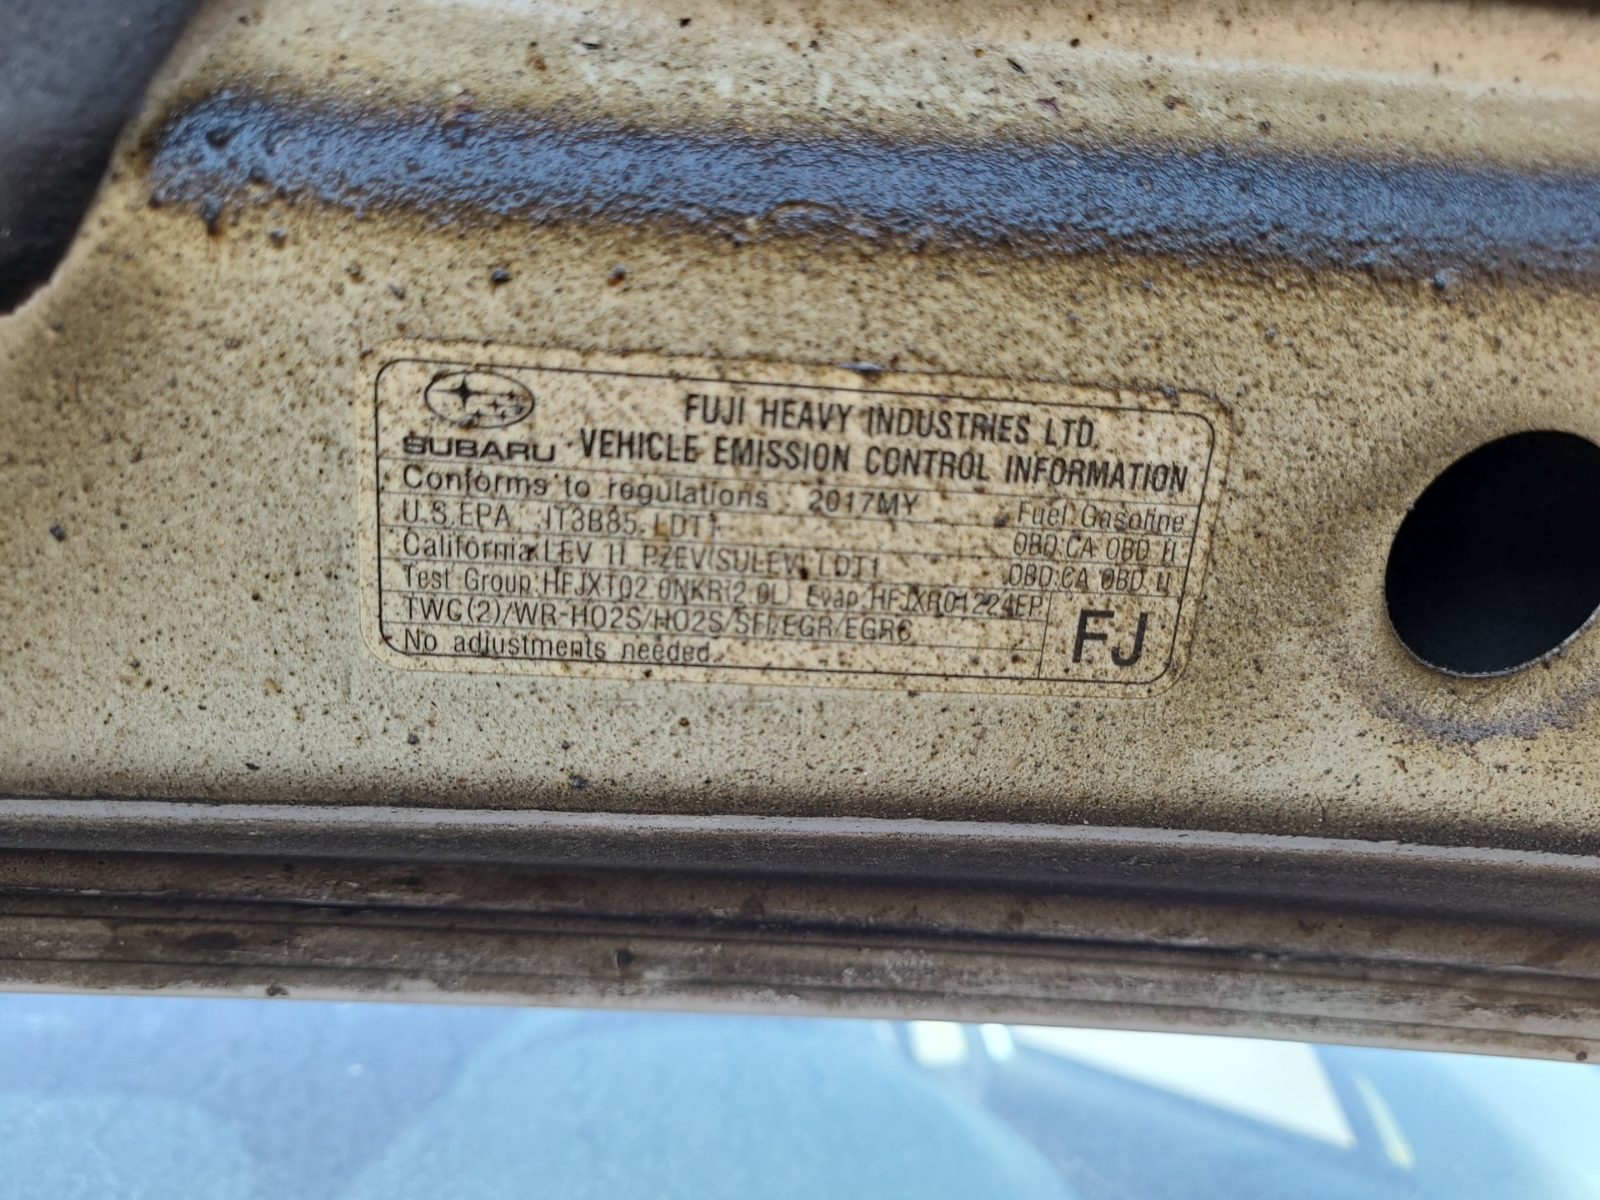 FUJI HEAVY INDUSTRIES LTD.
SUBARU VEHICLE EMISSION CONTROL INFORMATION
Conforms to regulations : 2017MY Fuel:Gasoline
U.S.EPA :T3B85 LDT1 OBD:CA OBD II
California:LEV II PZEV(SULEV) LDT1 OBD:CA OBD II
Test Group:HFJXT02.0NKR(2.0L) Evap:HFJXR01224EP
TWC(2)/WR-HO2S/HO2S/SFI/EGR/EGRC
No adjustments needed.
FJ